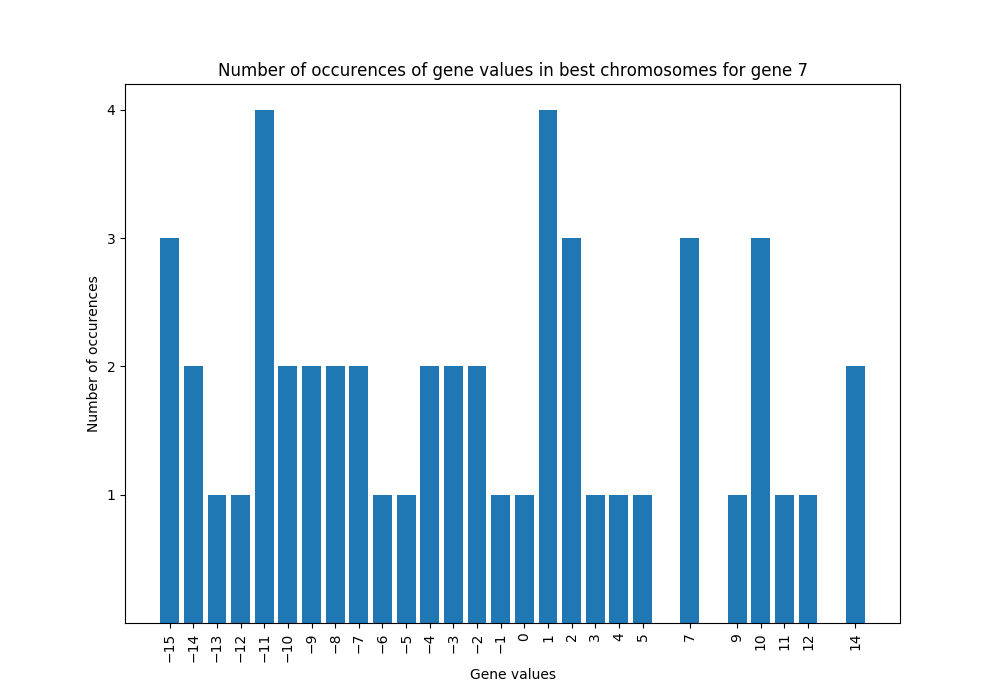 Number of occurences of gene values in best chromosomes for gene 7
Number of occurences
4
3
2
1
−15 −14 −13 −12 −11 −10 −9 −8 −7 −6 −5 −4 −3 −2 −1 0 1 2 3 4 5 7 9 10 11 12 14
Gene values